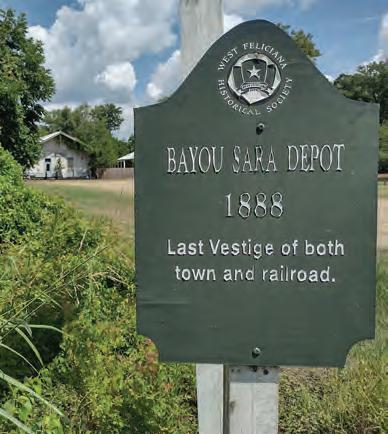 WEST FELICIANA
HISTORICAL SOCIETY
BAYOU SARA DEPOT
1888
Last Vestige of both
town and railroad.